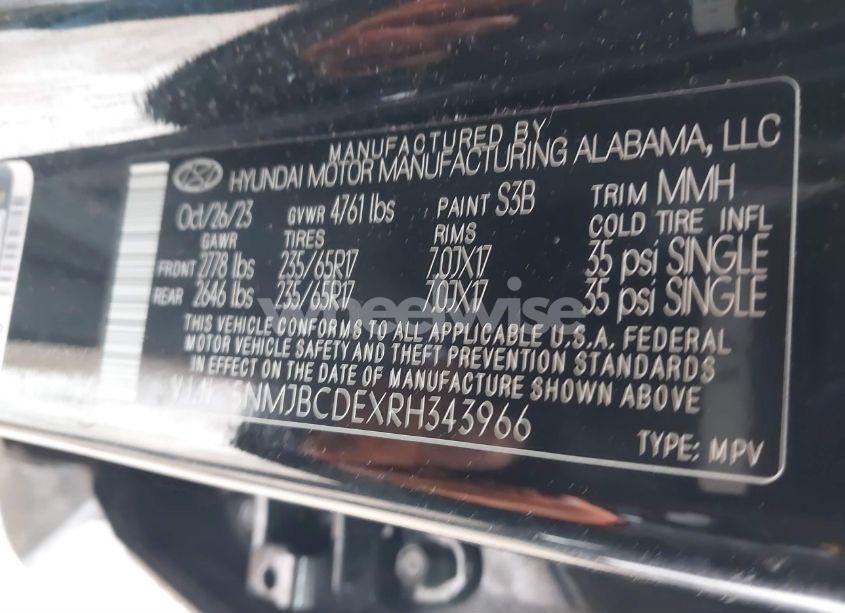 MANUFACTURED BY
HYUNDAI MOTOR MANUFACTURING ALABAMA, LLC
Oct/26/23 GVWR 4761 lbs PAINT S3B TRIM MMH
GAWR TIRES RIMS COLD TIRE INFL
FRONT 2778 lbs 235/65R17 7.0JX17 35 psi SINGLE
REAR 2646 lbs 235/65R17 7.0JX17 35 psi SINGLE
wheelwise
THIS VEHICLE CONFORMS TO ALL APPLICABLE U.S.A. FEDERAL
MOTOR VEHICLE SAFETY AND THEFT PREVENTION STANDARDS
IN EFFECT ON THE DATE OF MANUFACTURE SHOWN ABOVE
V.I.N. 5NMJBCDEXRH343966
TYPE: MPV